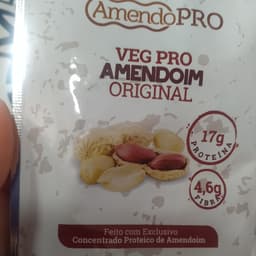 AmendoPRO
VEG PRO
AMENDOIM
ORIGINAL
17g
PROTEÍNA
4,6g
FIBRA
Feito com Exclusivo
Concentrado Proteico de Amendoim